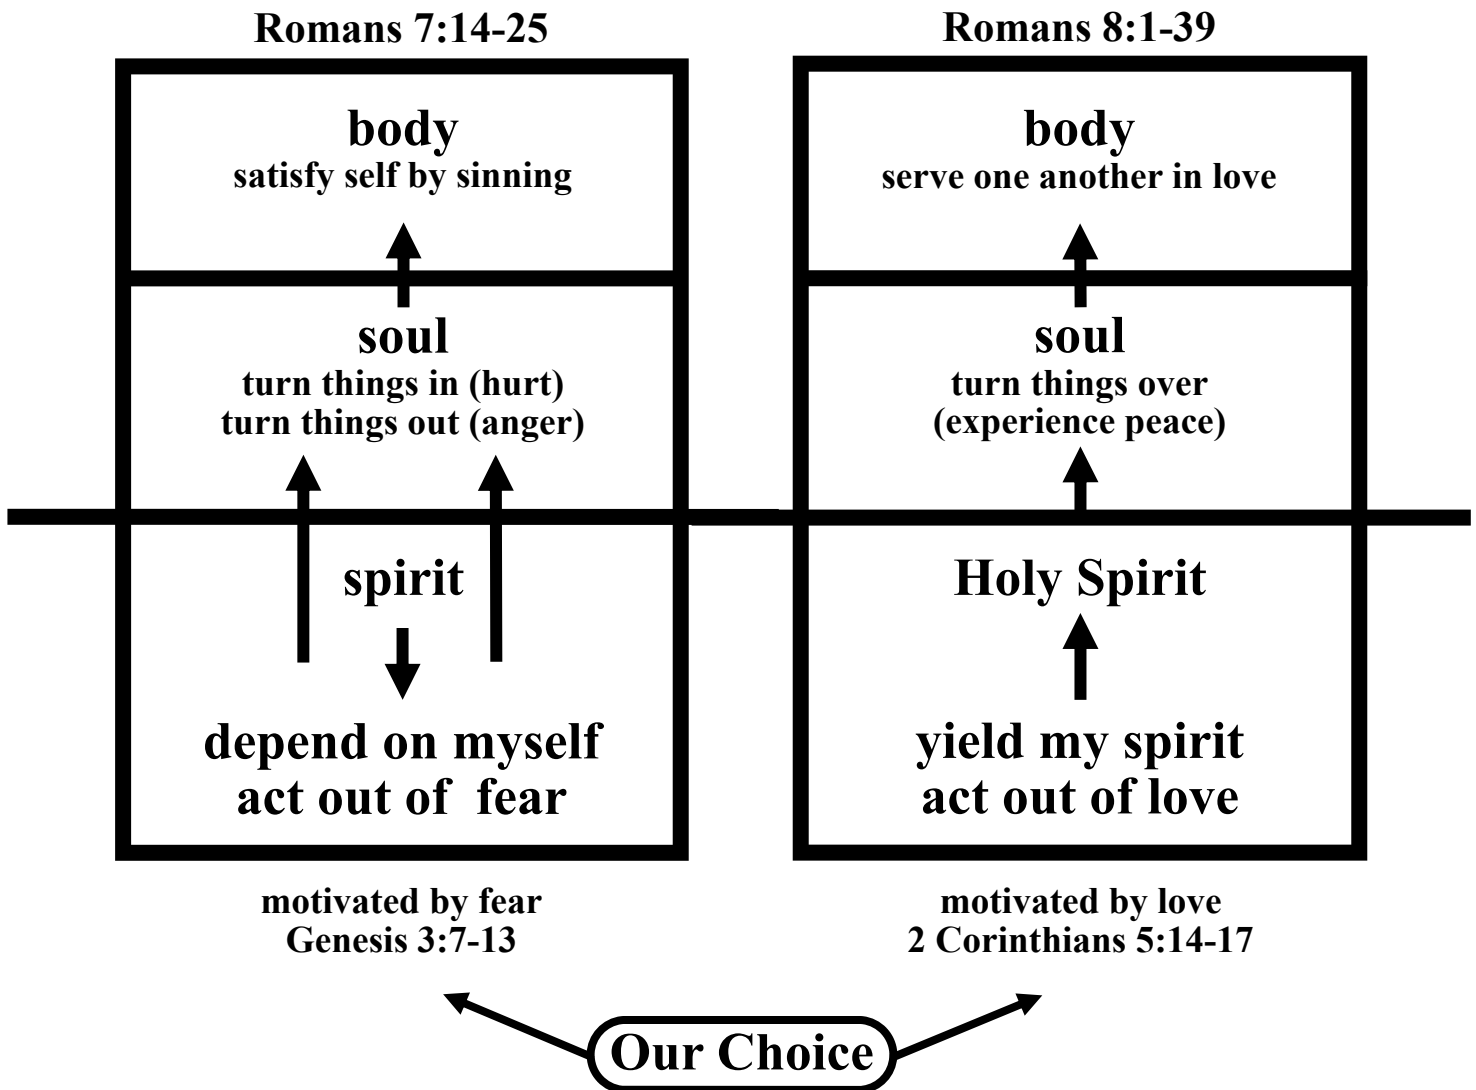 Romans 7:14-25
body
satisfy self by sinning
soul
turn things in (hurt)
turn things out (anger)
spirit
depend on myself
act out of fear
motivated by fear
Genesis 3:7-13
Romans 8:1-39
body
serve one another in love
soul
turn things over
(experience peace)
Holy Spirit
yield my spirit
act out of love
motivated by love
2 Corinthians 5:14-17
Our Choice